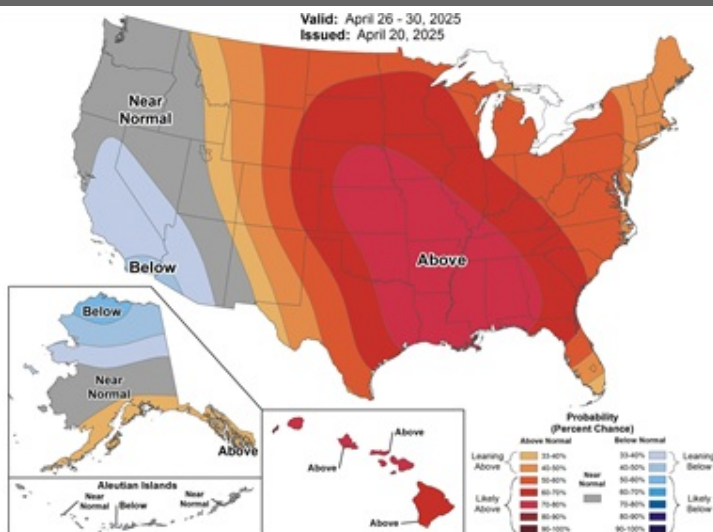 Valid: April 26 - 30, 2025
Issued: April 20, 2025
Near
Normal
Below
Above
Below
Near
Normal
Above
Aleutian Islands
Near
Normal
Below
Near
Normal
Above
Above
Above
Probability
(Percent Chance)
Above Normal
Below Normal
Leaning
Above
Likely
Above
33-40%
40-50%
50-60%
60-70%
70-80%
80-90%
90-100%
Near
Normal
33-40%
40-50%
50-60%
60-70%
70-80%
80-90%
90-100%
Leaning
Below
Likely
Below